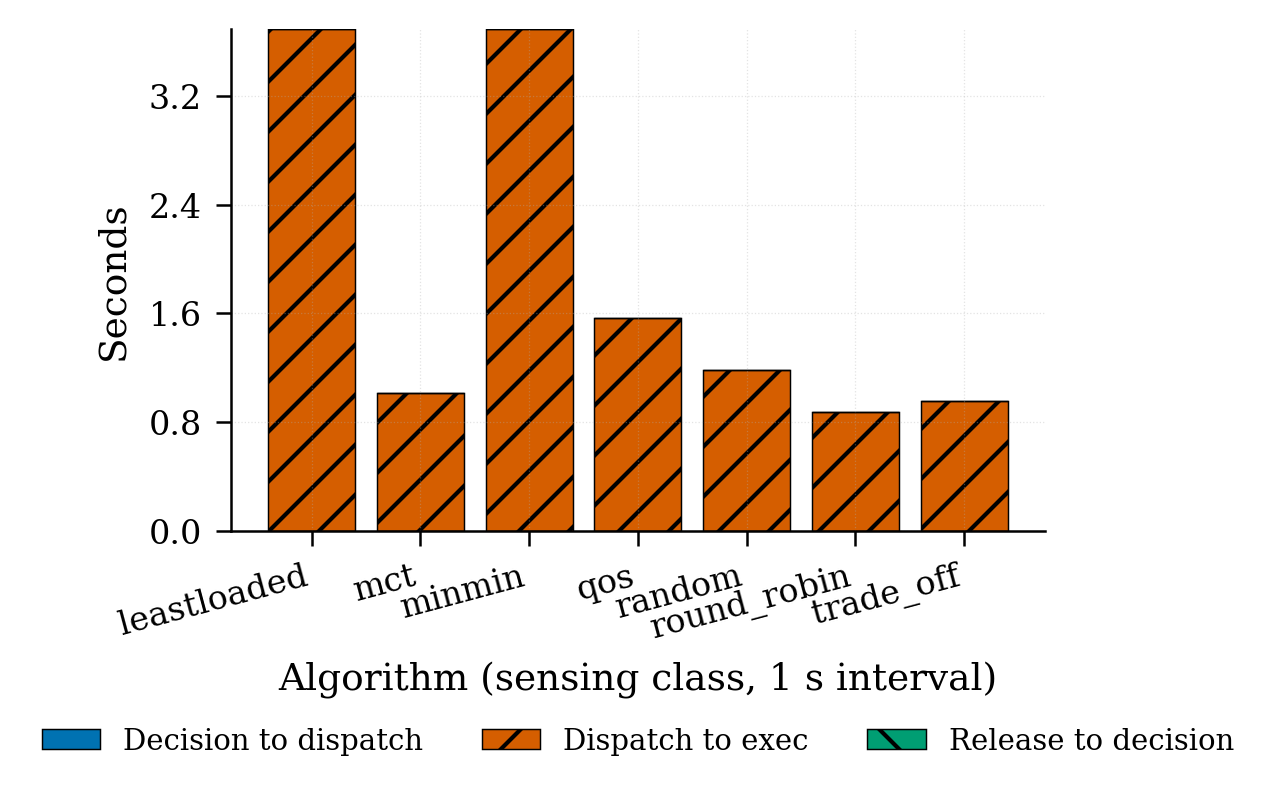 3.2
2.4
1.6
0.8
0.0
Seconds
leastloaded
mct
minmin
qos
random
round_robin
trade_off
Algorithm (sensing class, 1 s interval)
Decision to dispatch
Dispatch to exec
Release to decision